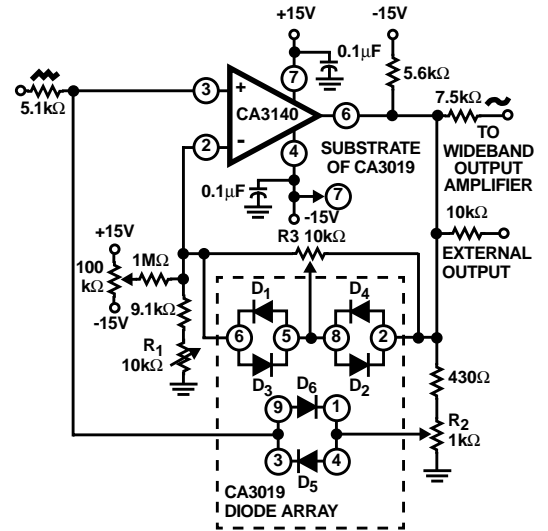 +15V
-15V
0.1µF
5.6kΩ
5.1kΩ
7
3
+
CA3140
6
7.5kΩ
2
-
4
SUBSTRATE
OF CA3019
TO
WIDEBAND
OUTPUT
AMPLIFIER
0.1µF
7
-15V
10kΩ
EXTERNAL
OUTPUT
+15V
R3 10kΩ
100
kΩ
1MΩ
-15V
9.1kΩ
R1
10kΩ
D1
D4
6
5
8
2
D3
D2
D6
9
1
3
4
D5
430Ω
R2
1kΩ
CA3019
DIODE ARRAY